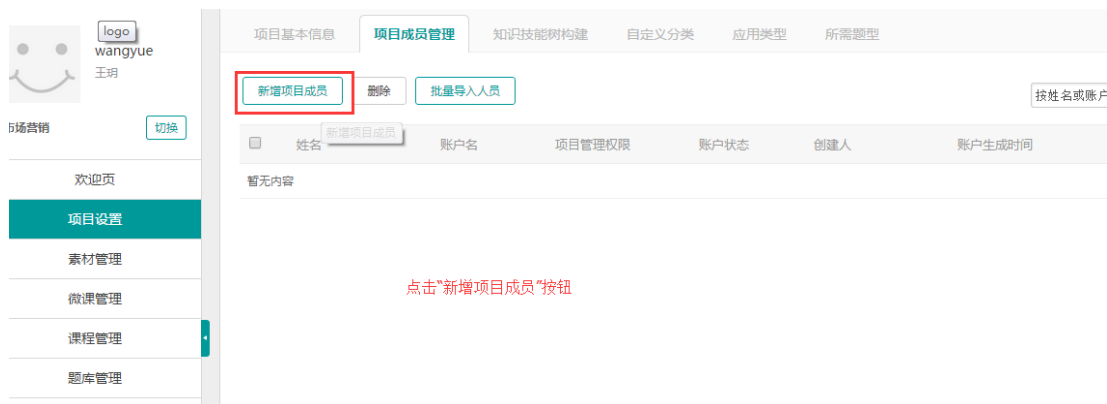 logo
wangyue
王玥
市场营销
切换
欢迎页
项目设置
素材管理
微课管理
课程管理
题库管理
项目基本信息 项目成员管理 知识技能树构建 自定义分类 应用类型 所需题型
新增项目成员 删除 批量导入人员
按姓名或账户
新增项目成员
姓名 账户名 项目管理权限 账户状态 创建人 账户生成时间
暂无内容
点击“新增项目成员”按钮